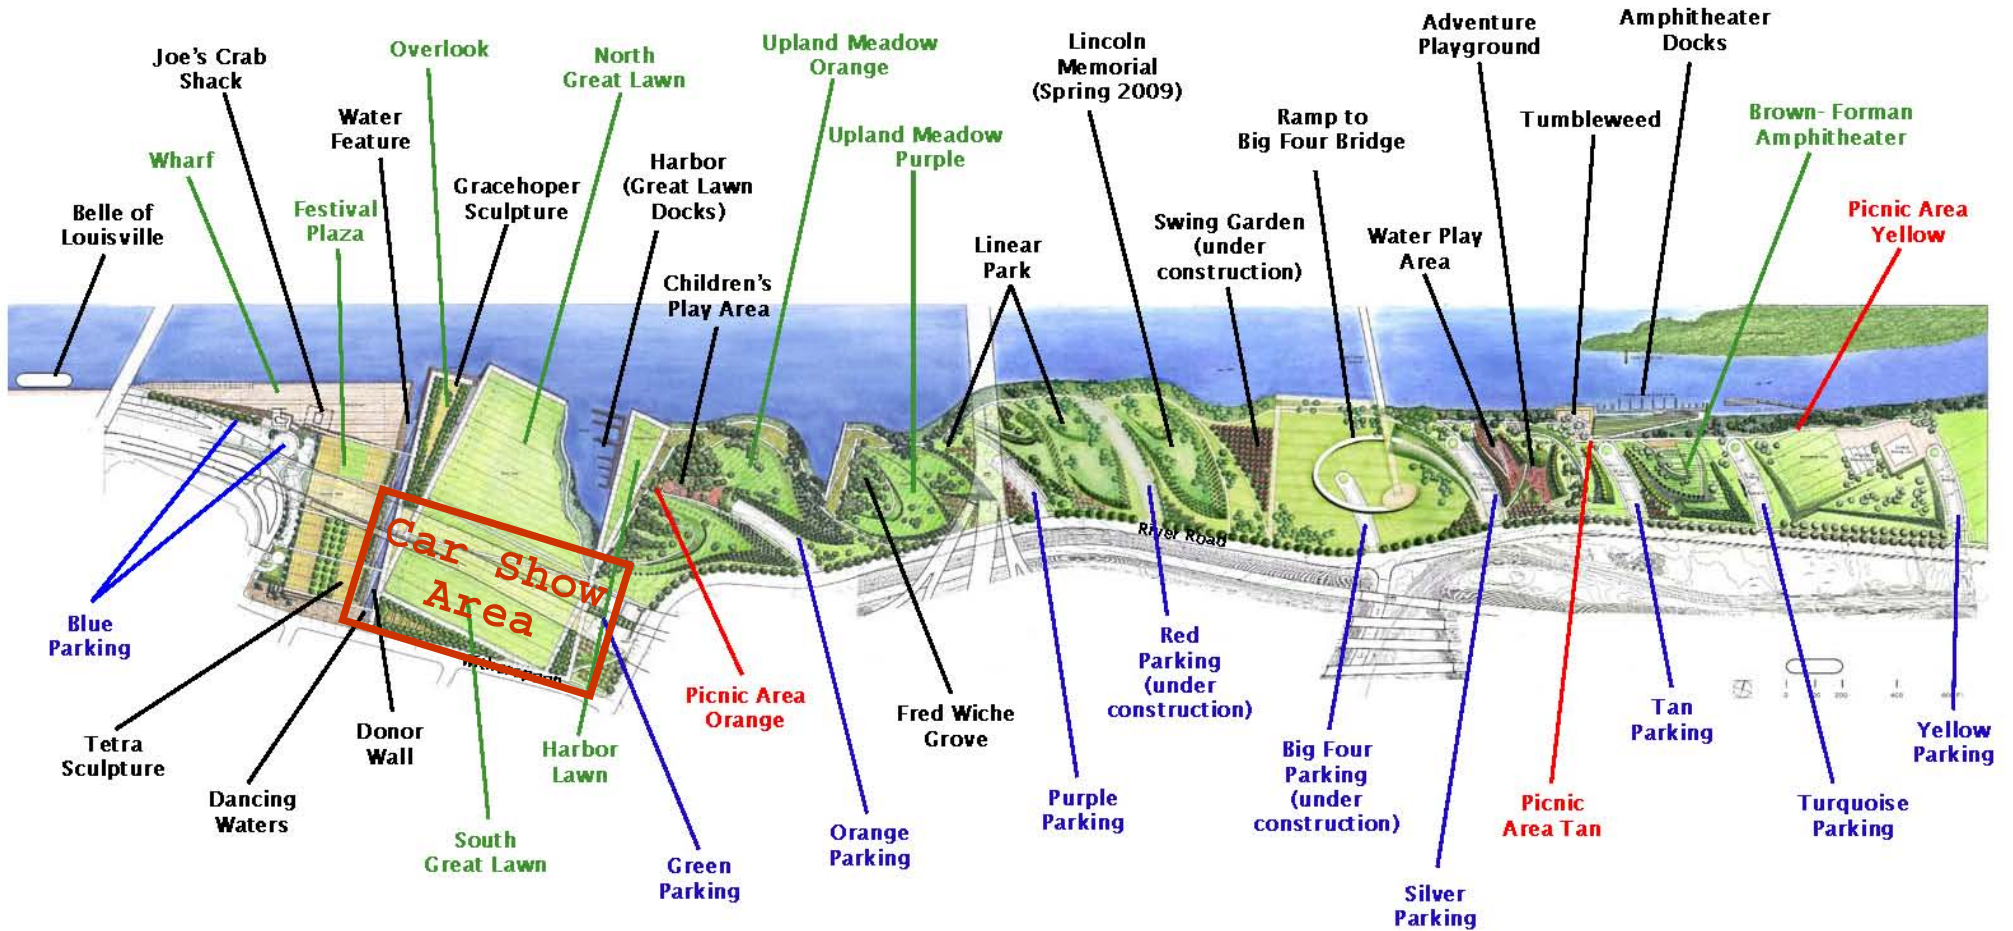 Joe's Crab
Shack
Overlook
North
Great Lawn
Upland Meadow
Orange
Lincoln
Memorial
(Spring 2009)
Adventure
Playground
Amphitheater
Docks
Water
Feature
Upland Meadow
Purple
Ramp to
Big Four Bridge
Tumbleweed
Brown- Forman
Amphitheater
Wharf
Gracehoper
Sculpture
Harbor
(Great Lawn
Docks)
Belle of
Louisville
Festival
Plaza
Linear
Park
Swing Garden
(under
construction)
Water Play
Area
Picnic Area
Yellow
Children's
Play Area
Car Show
Area
River Road
Blue
Parking
Tetra
Sculpture
Dancing
Waters
Donor
Wall
South
Great Lawn
Harbor
Lawn
Green
Parking
Picnic Area
Orange
Orange
Parking
Fred Wiche
Grove
Purple
Parking
Red
Parking
(under
construction)
Big Four
Parking
(under
construction)
Silver
Parking
Picnic
Area Tan
Tan
Parking
Turquoise
Parking
Yellow
Parking
0 200 400